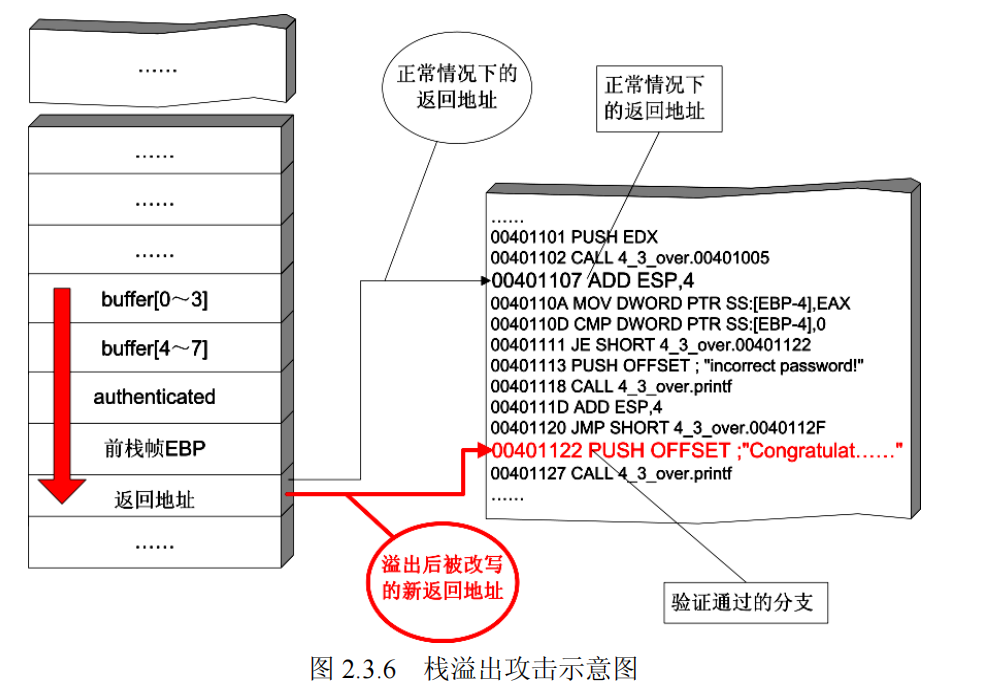 ……
……
……
……
buffer[0～3]
buffer[4～7]
authenticated
前栈帧EBP
返回地址
……
正常情况下的
返回地址
正常情况下
的返回地址
……
00401101 PUSH EDX
00401102 CALL 4_3_over.00401005
00401107 ADD ESP,4
0040110A MOV DWORD PTR SS:[EBP-4],EAX
0040110D CMP DWORD PTR SS:[EBP-4],0
00401111 JE SHORT 4_3_over.00401122
00401113 PUSH OFFSET ; "incorrect password!"
00401118 CALL 4_3_over.printf
0040111D ADD ESP,4
00401120 JMP SHORT 4_3_over.0040112F
00401122 PUSH OFFSET ;"Congratulat……"
00401127 CALL 4_3_over.printf
……
溢出后被改写
的新返回地址
验证通过的分支
图 2.3.6 栈溢出攻击示意图